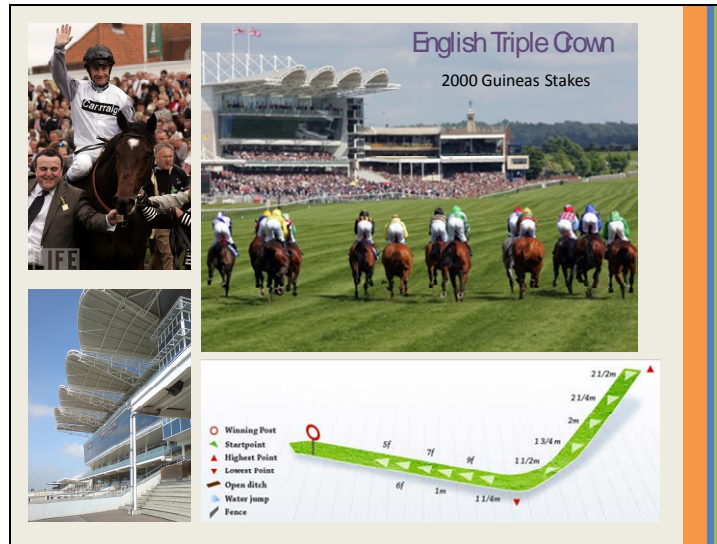 English Triple Crown
2000 Guineas Stakes
Carrraig
LIFE
Winning Post
Startpoint
Highest Point
Lowest Point
Open ditch
Water jump
Fence
5f
7f
9f
6f
1m
1 1/4m
1 1/2m
1 3/4m
2m
2 1/4m
2 1/2m